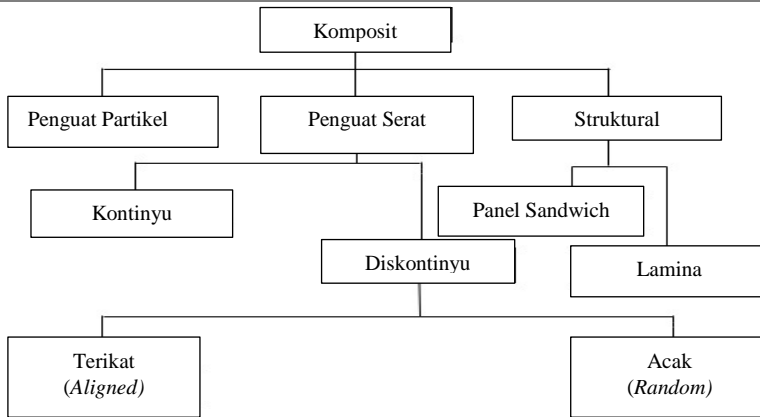 Komposit
Penguat Partikel
Penguat Serat
Struktural
Kontinyu
Panel Sandwich
Diskontinyu
Lamina
Terikat
(Aligned)
Acak
(Random)